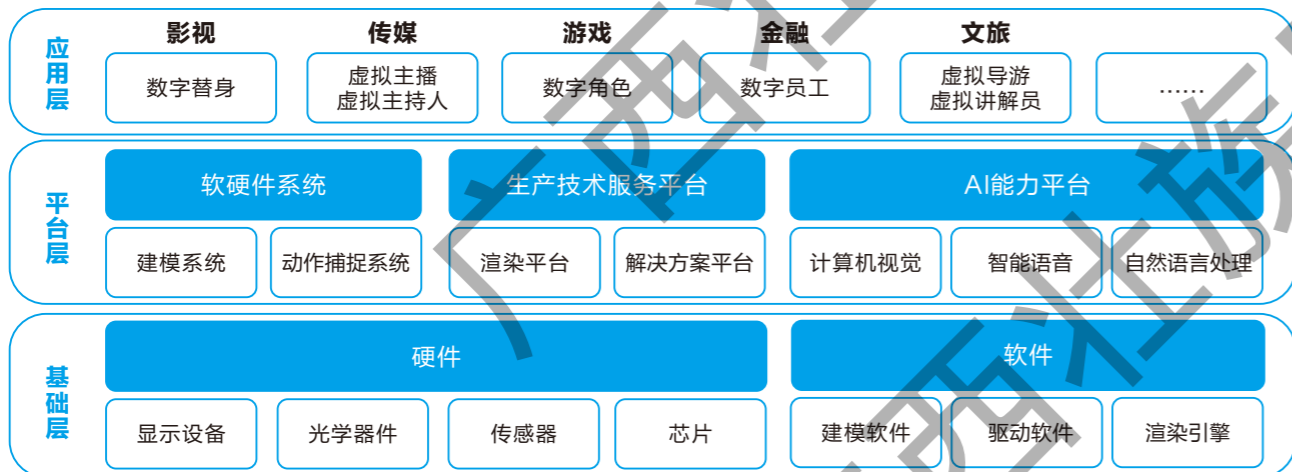 应用层
影视
传媒
游戏
金融
文旅
数字替身
虚拟主播
虚拟主持人
数字角色
数字员工
虚拟导游
虚拟讲解员
……
平台层
软硬件系统
生产技术服务平台
AI能力平台
建模系统
动作捕捉系统
渲染平台
解决方案平台
计算机视觉
智能语音
自然语言处理
基础层
硬件
软件
显示设备
光学器件
传感器
芯片
建模软件
驱动软件
渲染引擎
广西壮
西壮族